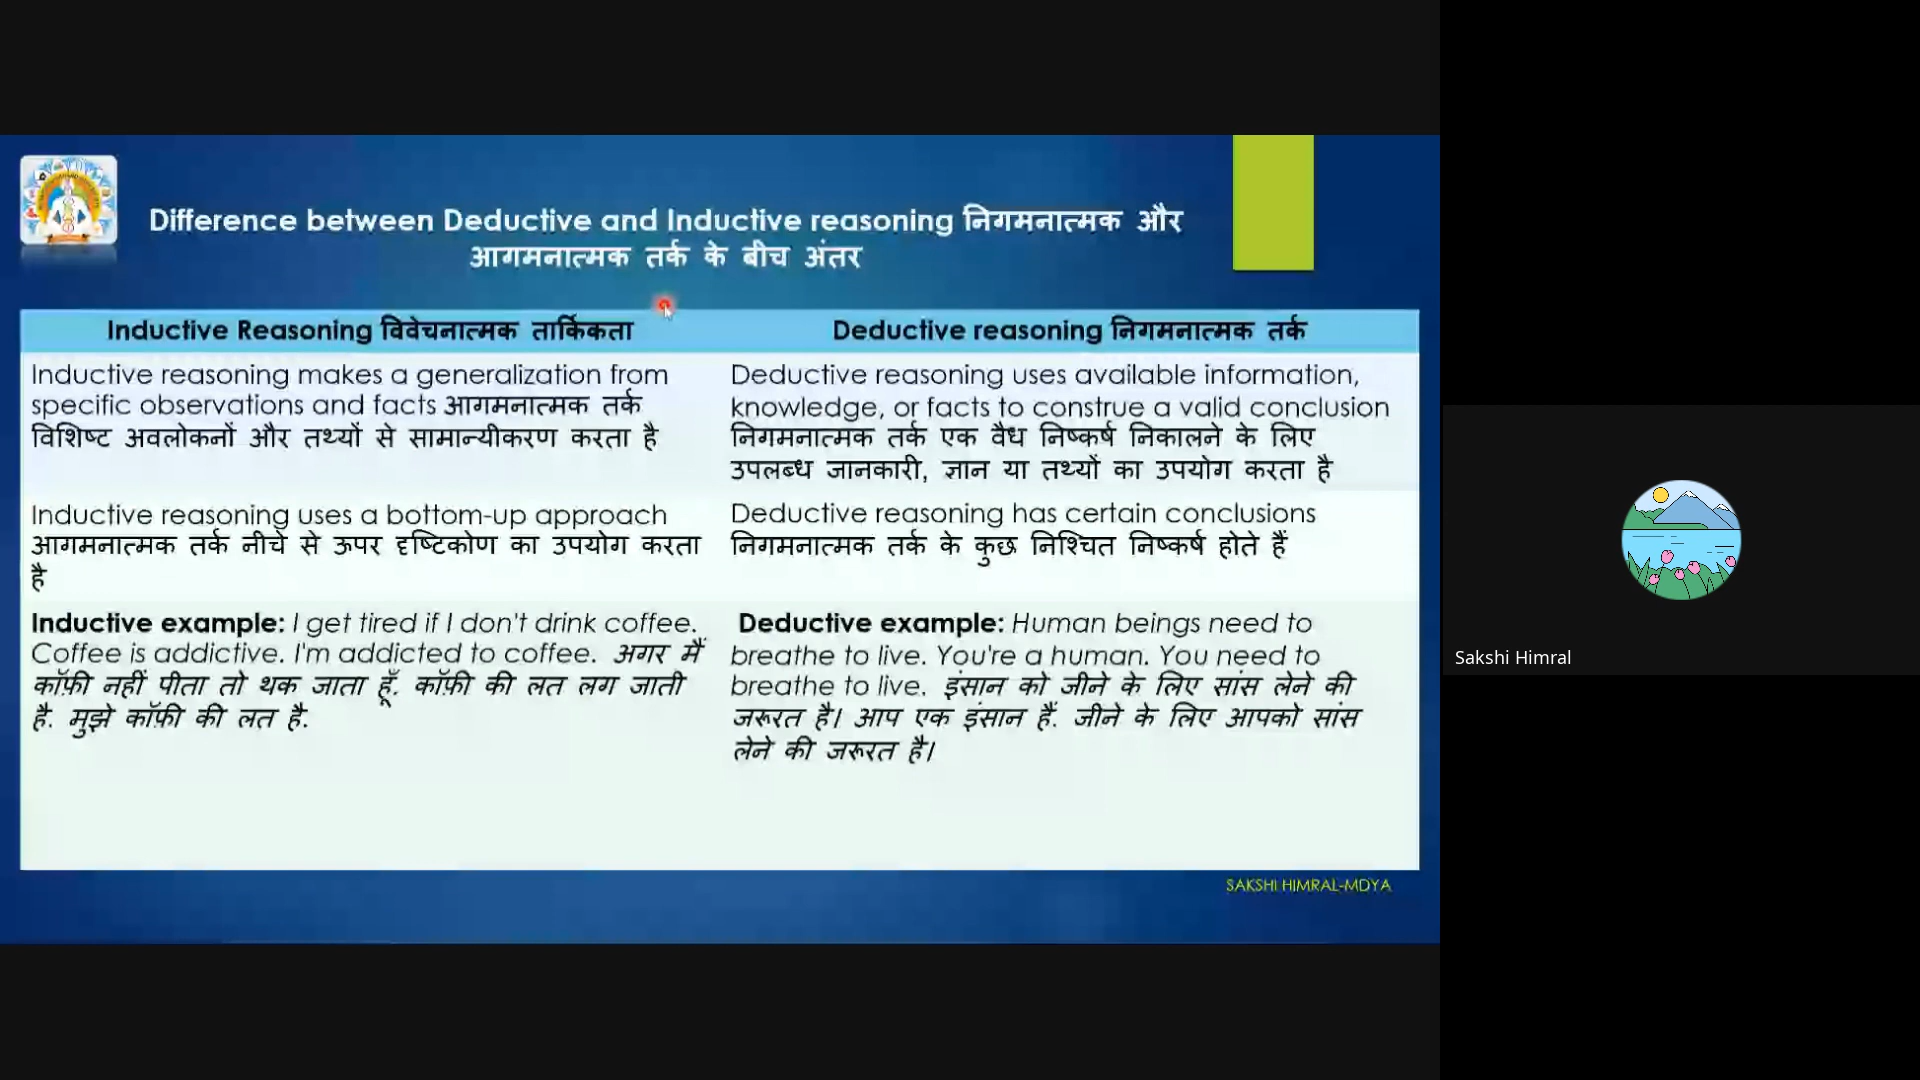 Difference between Deductive and Inductive reasoning निगमनात्मक और
आगमनात्मक तर्क के बीच अंतर
Inductive Reasoning विवेचनात्मक तार्किकता
Deductive reasoning निगमनात्मक तर्क
Inductive reasoning makes a generalization from
specific observations and facts आगमनात्मक तर्क
विशिष्ट अवलोकनों और तथ्यों से सामान्यीकरण करता है
Deductive reasoning uses available information,
knowledge, or facts to construe a valid conclusion
निगमनात्मक तर्क एक वैध निष्कर्ष निकालने के लिए
उपलब्ध जानकारी, ज्ञान या तथ्यों का उपयोग करता है
Inductive reasoning uses a bottom-up approach
आगमनात्मक तर्क नीचे से ऊपर दृष्टिकोण का उपयोग करता
है
Deductive reasoning has certain conclusions
निगमनात्मक तर्क के कुछ निश्चित निष्कर्ष होते हैं
Inductive example: I get tired if I don't drink coffee.
Coffee is addictive. I'm addicted to coffee. अगर मैं
कॉफ़ी नहीं पीता तो थक जाता हूँ. कॉफ़ी की लत लग जाती
है. मुझे कॉफ़ी की लत है.
Deductive example: Human beings need to
breathe to live. You're a human. You need to
breathe to live. इंसान को जीने के लिए सांस लेने की
जरूरत है। आप एक इंसान हैं. जीने के लिए आपको सांस
लेने की जरूरत है।
SAKSHI HIMRAL-MDYA
Sakshi Himral